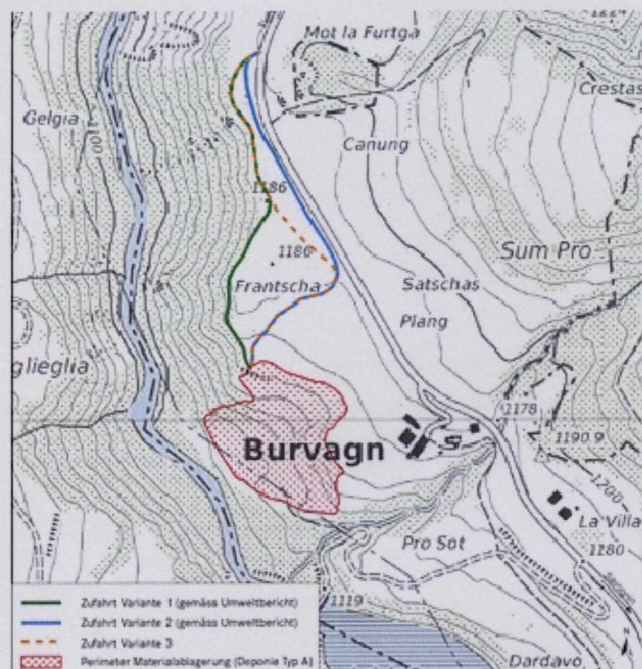 1224
Mot la Furtga
Crestas
Gelgia
1100
Canung
1186
Sum Pro
1186
Frantscha
Satschas
Plang
glieglia
1178
Burvagn
1190.9
1200
La Villa
Pro Sot
1180
1119
Dardavo
Zufahrt Variante 1 (gemäss Umweltbericht)
Zufahrt Variante 2 (gemäss Umweltbericht)
Zufahrt Variante 3
Perimeter Materialablagerung (Deponie Typ A)